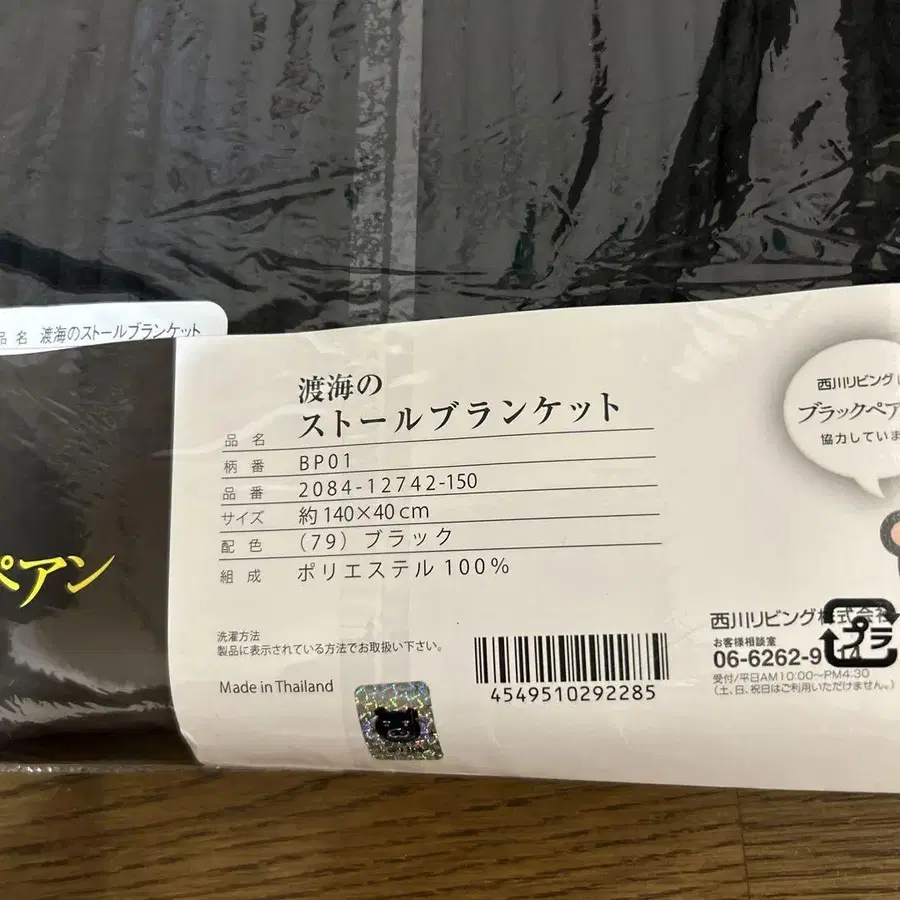 品名 渡海のストールブランケット
ペアン
品名 渡海の
ストールブランケット
柄番 BP01
品番 2084-12742-150
サイズ 約140×40cm
配色 (79) ブラック
組成 ポリエステル100%
洗濯方法
製品に表示されている方法でお取扱い下さい。
Made in Thailand
4549510292285
西川リビング
ブラックペア
協力していま
西川リビング株式会
プラ
お客様相談室
06-6262-9
受付/平日AM10:00〜PM4:30
(土、日、祝日はご利用いただけません。)